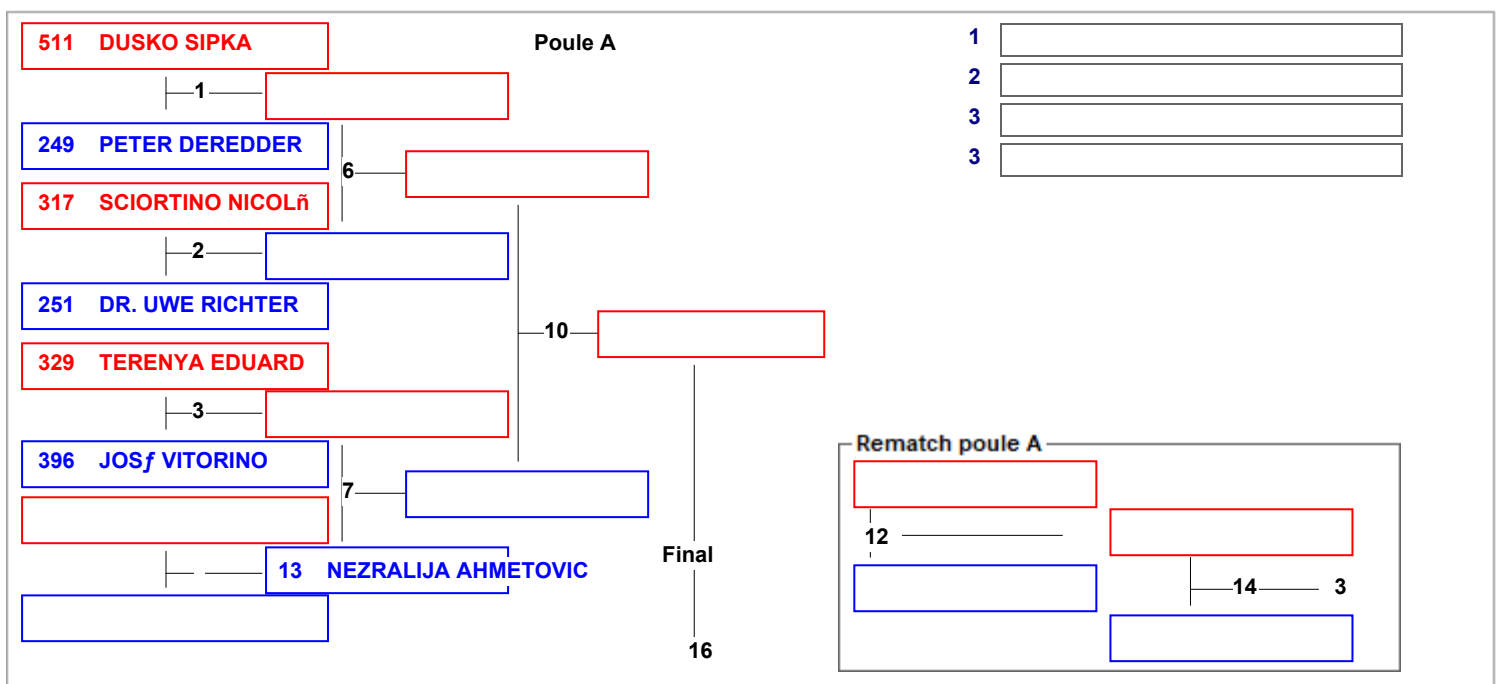 511 DUSKO SIPKA
Poule A
1
1
2
3
3
249 PETER DEREDDER
6
317 SCIORTINO NICOLñ
2
251 DR. UWE RICHTER
10
329 TERENYA EDUARD
3
396 JOSƒ VITORINO
7
13 NEZRALIJA AHMETOVIC
Final
16
Rematch poule A
12
14 3